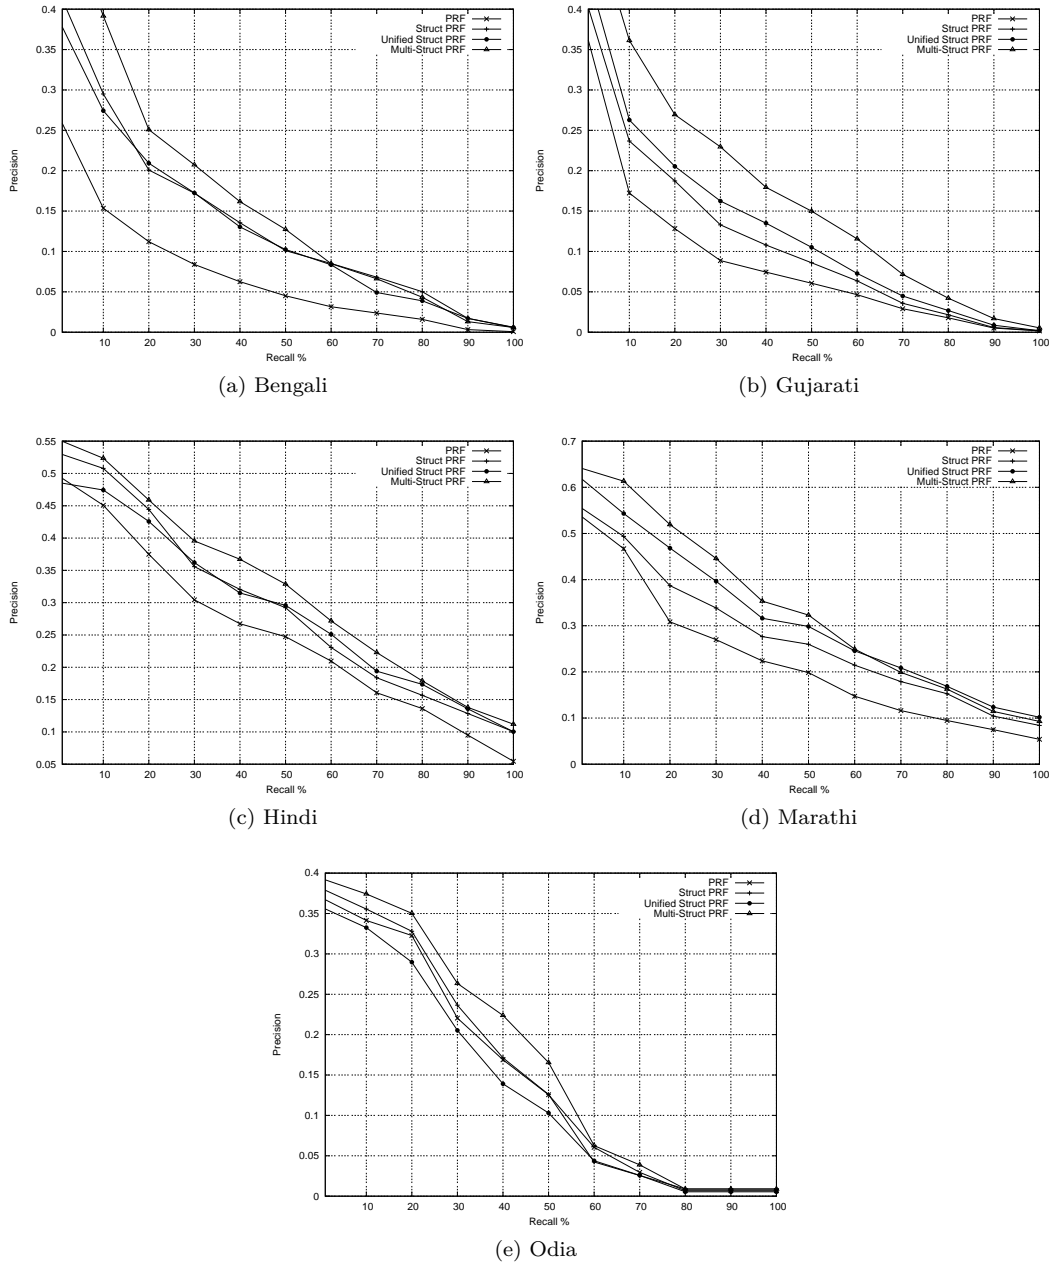 0.4
0.35
0.3
0.25
0.2
0.15
0.1
0.05
0
Precision
10 20 30 40 50 60 70 80 90 100
Recall %
PRF
Struct PRF
Unified Struct PRF
Multi-Struct PRF
(a) Bengali
0.4
0.35
0.3
0.25
0.2
0.15
0.1
0.05
0
Precision
10 20 30 40 50 60 70 80 90 100
Recall %
PRF
Struct PRF
Unified Struct PRF
Multi-Struct PRF
(b) Gujarati
0.55
0.5
0.45
0.4
0.35
0.3
0.25
0.2
0.15
0.1
0.05
Precision
10 20 30 40 50 60 70 80 90 100
Recall %
PRF
Struct PRF
Unified Struct PRF
Multi-Struct PRF
(c) Hindi
0.7
0.6
0.5
0.4
0.3
0.2
0.1
0
Precision
10 20 30 40 50 60 70 80 90 100
Recall %
PRF
Struct PRF
Unified Struct PRF
Multi-Struct PRF
(d) Marathi
0.4
0.35
0.3
0.25
0.2
0.15
0.1
0.05
0
Precision
10 20 30 40 50 60 70 80 90 100
Recall %
PRF
Struct PRF
Unified Struct PRF
Multi-Struct PRF
(e) Odia